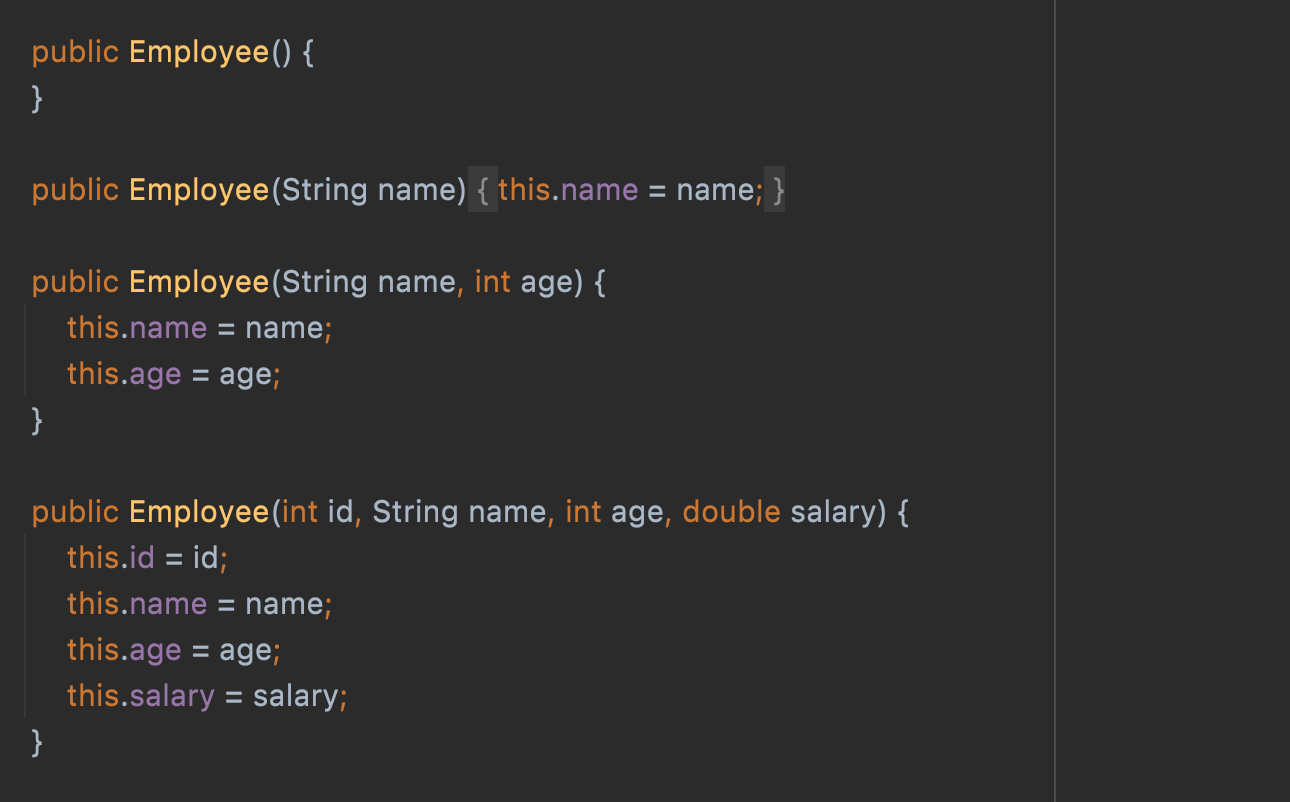 public Employee() {
}
public Employee(String name) { this.name = name; }
public Employee(String name, int age) {
this.name = name;
this.age = age;
}
public Employee(int id, String name, int age, double salary) {
this.id = id;
this.name = name;
this.age = age;
this.salary = salary;
}